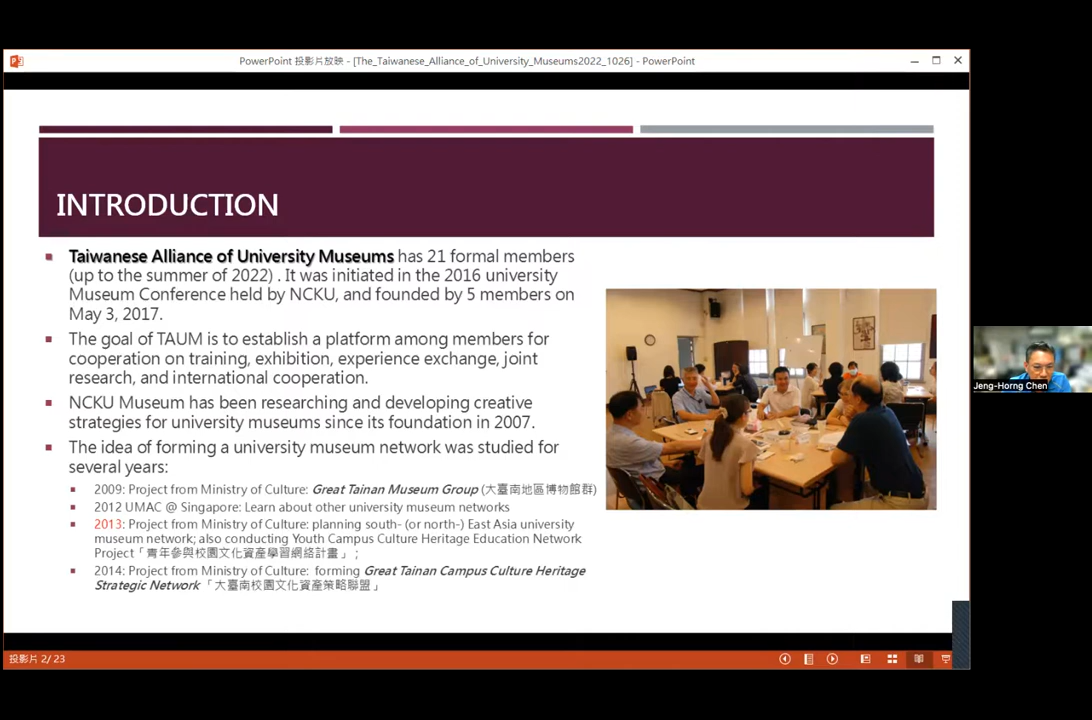 PowerPoint 投影片放映 - [The_Taiwanese_Alliance_of_University_Museums2022_1026] - PowerPoint
INTRODUCTION
Taiwanese Alliance of University Museums has 21 formal members
(up to the summer of 2022) . It was initiated in the 2016 university
Museum Conference held by NCKU, and founded by 5 members on
May 3, 2017.
The goal of TAUM is to establish a platform among members for
cooperation on training, exhibition, experience exchange, joint
research, and international cooperation.
NCKU Museum has been researching and developing creative
strategies for university museums since its foundation in 2007.
The idea of forming a university museum network was studied for
several years:
2009: Project from Ministry of Culture: Great Tainan Museum Group (大臺南地區博物館群)
2012 UMAC @ Singapore: Learn about other university museum networks
2013: Project from Ministry of Culture: planning south- (or north-) East Asia university
museum network; also conducting Youth Campus Culture Heritage Education Network
Project「青年參與校園文化資產學習網絡計畫」；
2014: Project from Ministry of Culture: forming Great Tainan Campus Culture Heritage
Strategic Network 「大臺南校園文化資產策略聯盟」
Jeng-Horng Chen
投影片 2/ 23